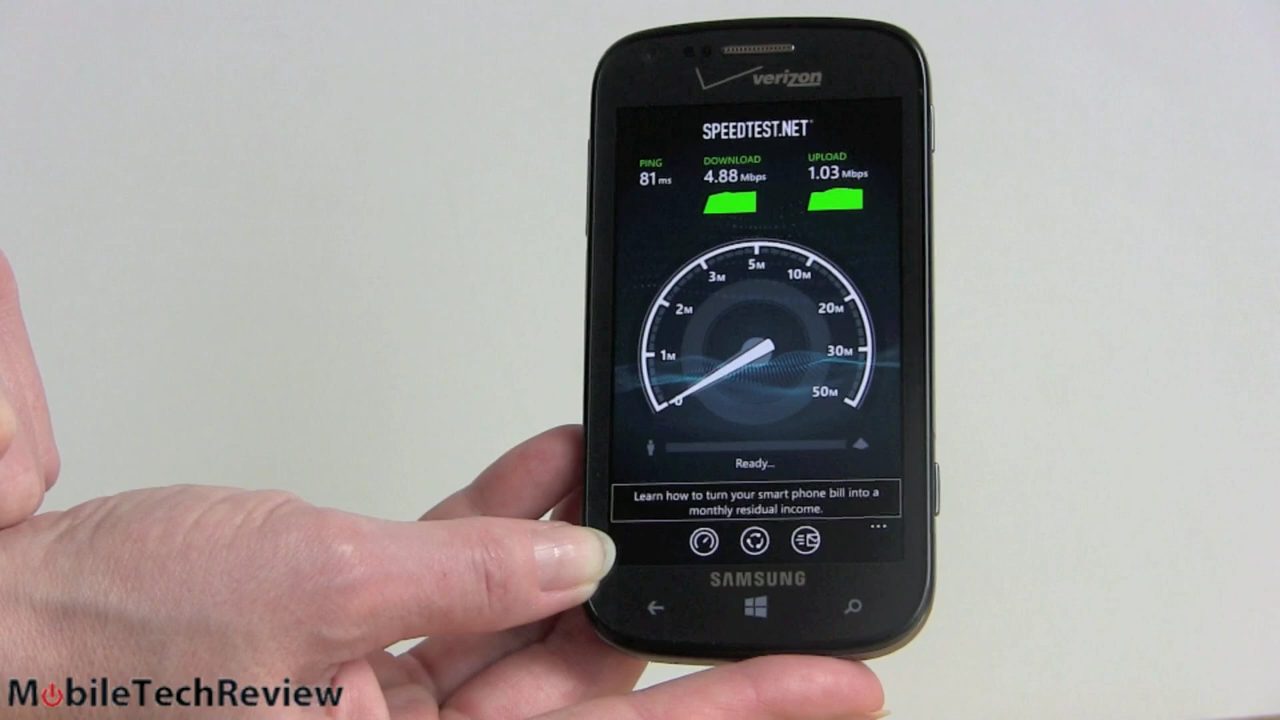 verizon
SPEEDTEST.NET
PING DOWNLOAD UPLOAD
81 ms 4.88 Mbps 1.03 Mbps
5M
3M 10M
2M 20M
1M 30M
0 50M
Ready...
Learn how to turn your smart phone bill into a
monthly residual income.
SAMSUNG
MobileTechReview